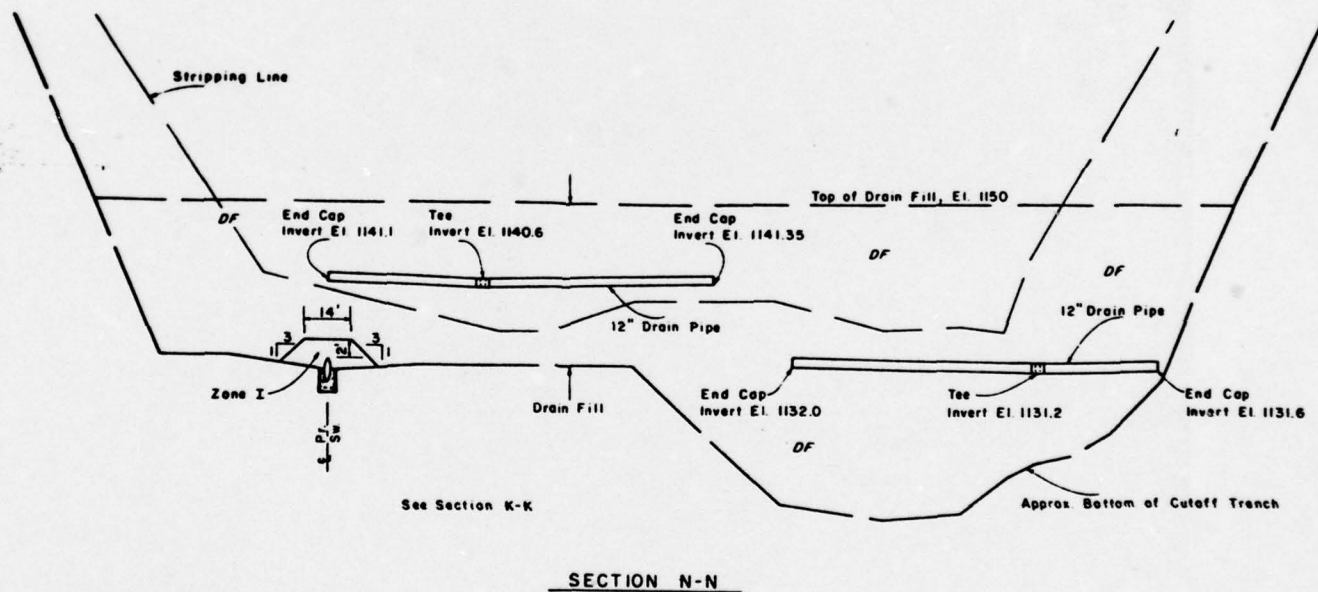 Stripping Line
Top of Drain Fill, El. 1150
DF
End Cap
Invert El. 1141.1
Tee
Invert El. 1140.6
End Cap
Invert El. 1141.35
DF
DF
14'
3
1
2'
3
1
12" Drain Pipe
12" Drain Pipe
Zone I
Drain Fill
End Cap
Invert El. 1132.0
Tee
Invert El. 1131.2
End Cap
Invert El. 1131.6
DF
See Section K-K
Approx. Bottom of Cutoff Trench
SECTION N-N